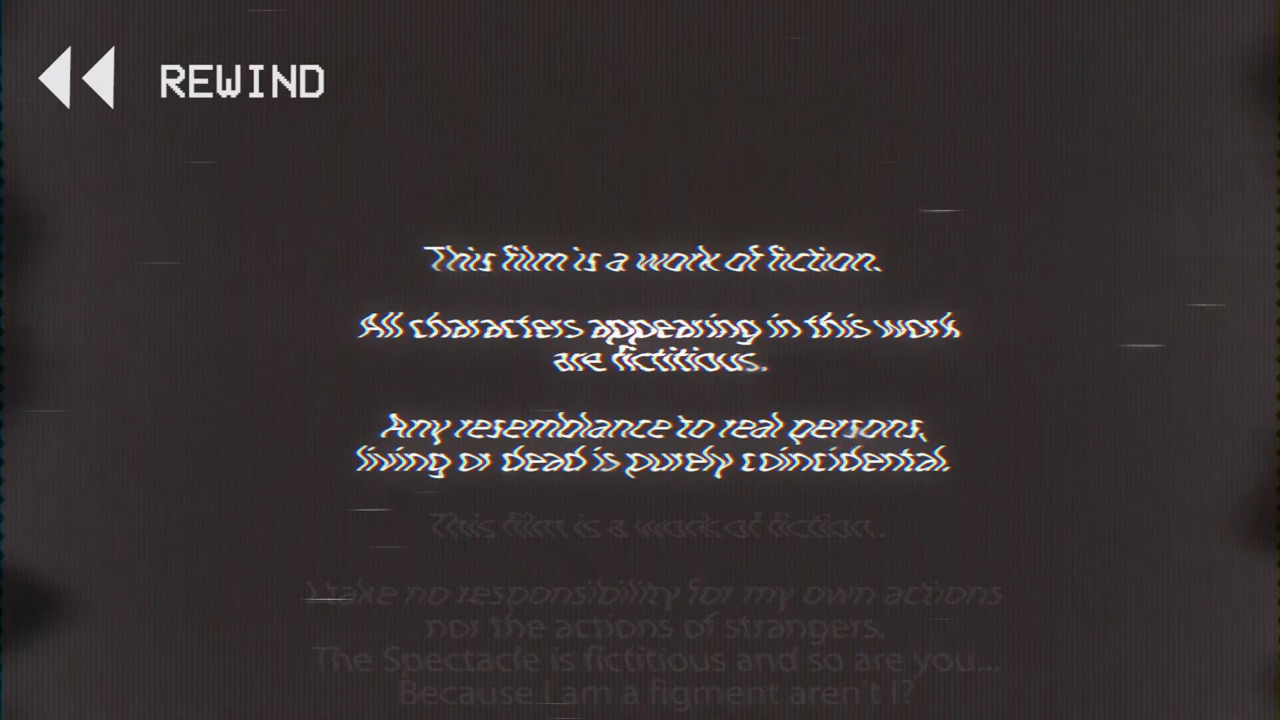 REWIND
This film is a work of fiction.
All characters appearing in this work
are fictitious.
Any resemblance to real persons,
living or dead is purely coincidental.
This film is a work of fiction.
I take no responsibility for my own actions
nor the actions of strangers.
The Spectacle is fictitious and so are you...
Because I am a figment aren't I?